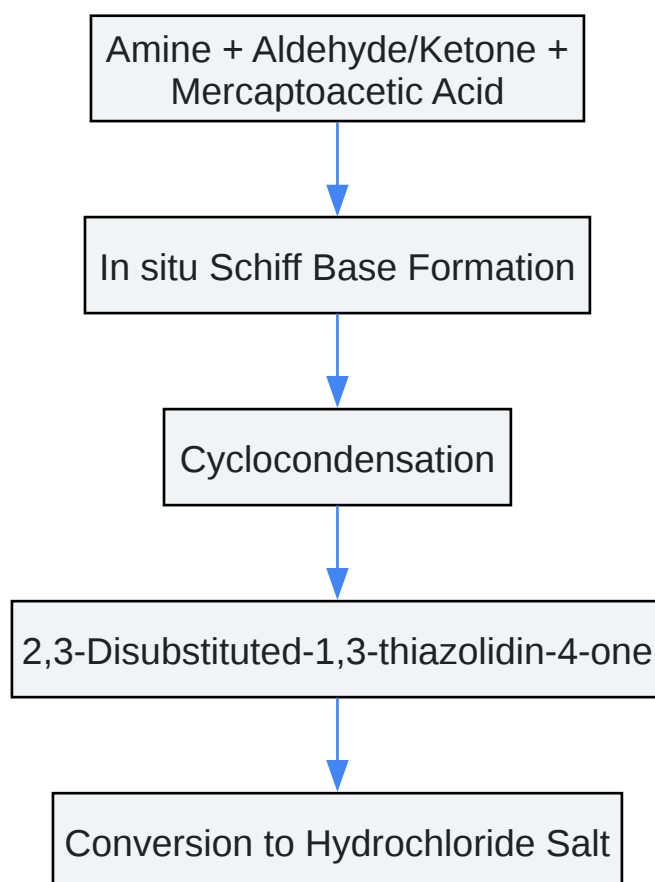 Amine + Aldehyde/Ketone +
Mercaptoacetic Acid
In situ Schiff Base Formation
Cyclocondensation
2,3-Disubstituted-1,3-thiazolidin-4-one
Conversion to Hydrochloride Salt